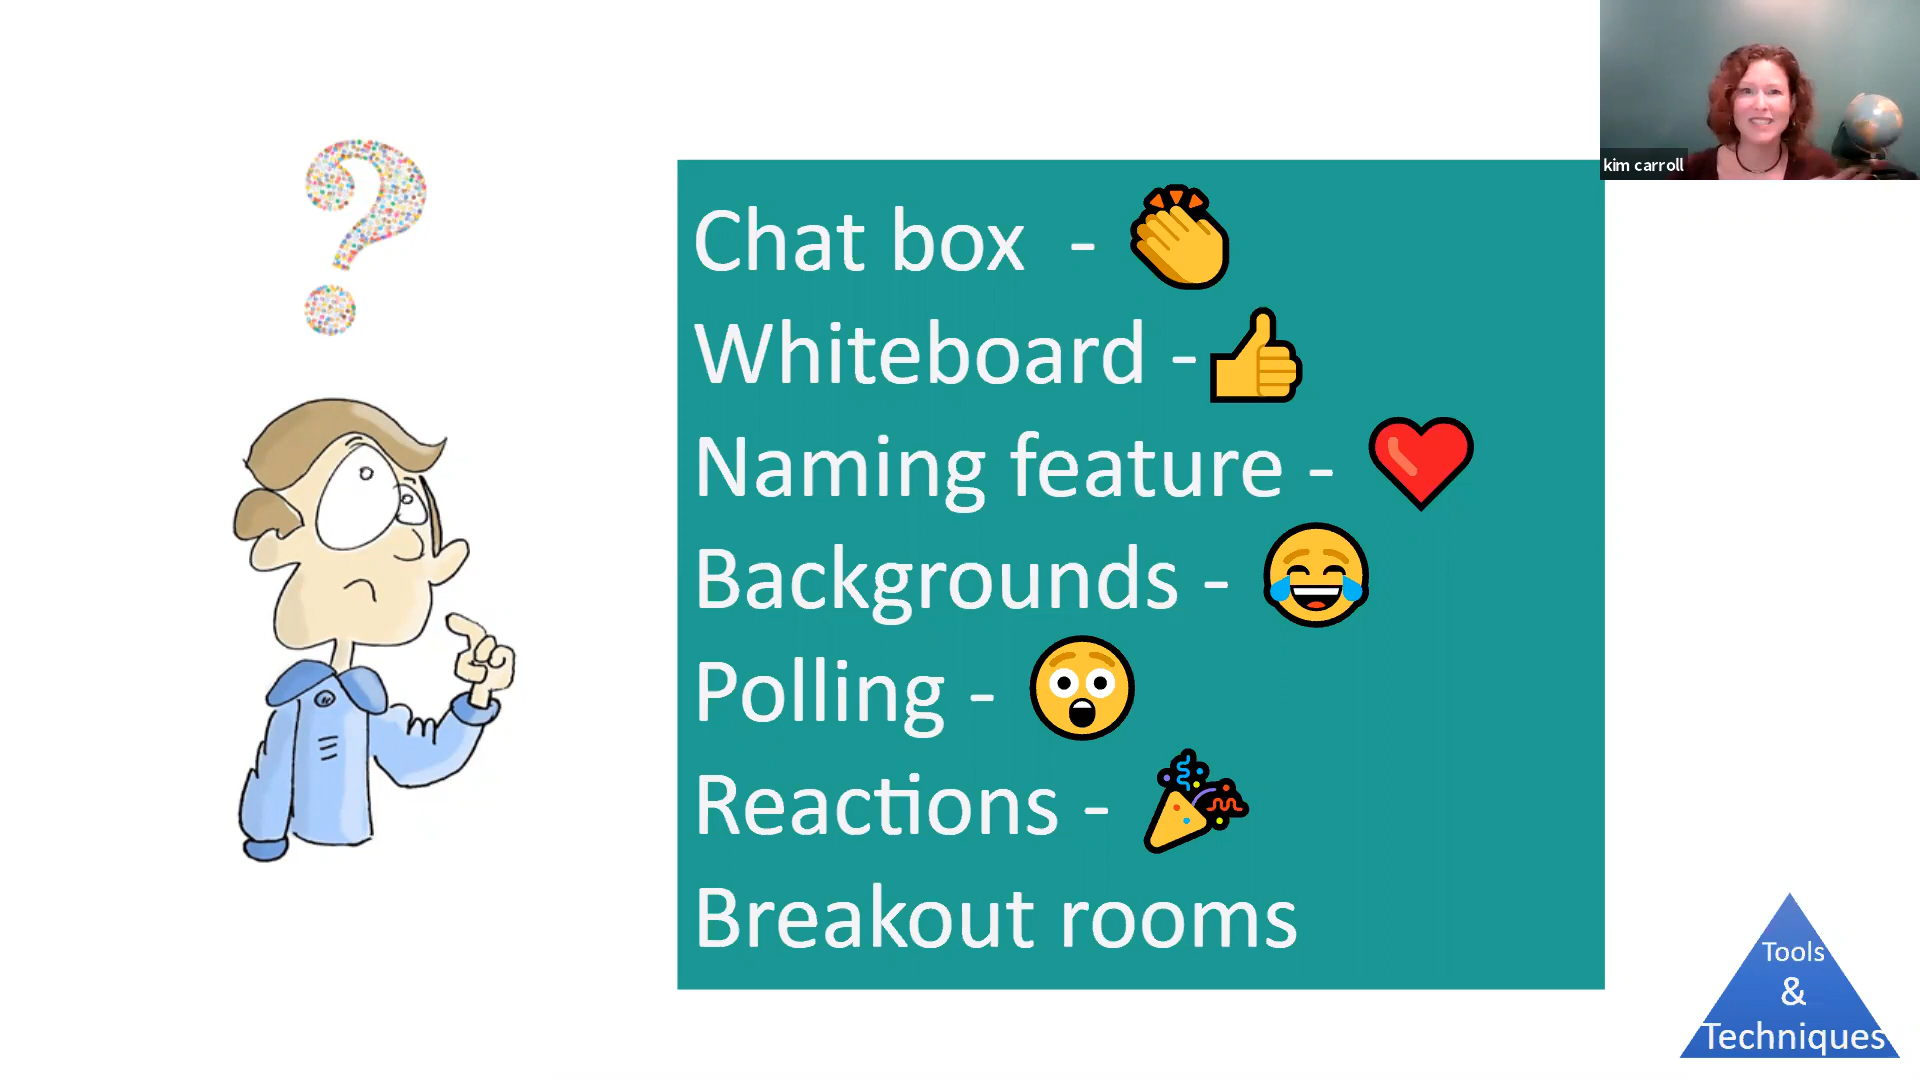 kim carroll
Chat box - 👏
Whiteboard - 👍
Naming feature - ❤️
Backgrounds - 😂
Polling - 😮
Reactions - 🎉
Breakout rooms
Tools
&
Techniques